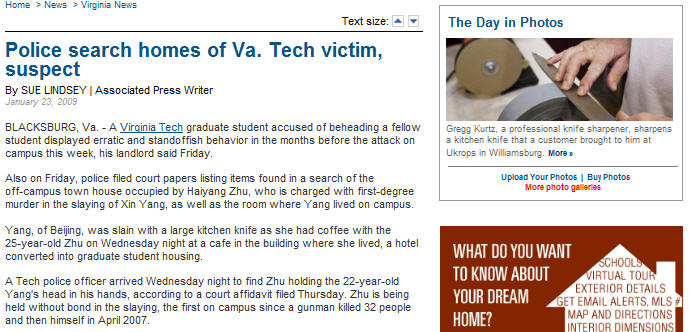 Home > News > Virginia News
Text size:
Police search homes of Va. Tech victim,
suspect
By SUE LINDSEY | Associated Press Writer
January 23, 2009
BLACKSBURG, Va. - A Virginia Tech graduate student accused of beheading a fellow
student displayed erratic and standoffish behavior in the months before the attack on
campus this week, his landlord said Friday.
Also on Friday, police filed court papers listing items found in a search of the
off-campus town house occupied by Haiyang Zhu, who is charged with first-degree
murder in the slaying of Xin Yang, as well as the room where Yang lived on campus.
Yang, of Beijing, was slain with a large kitchen knife as she had coffee with the
25-year-old Zhu on Wednesday night at a cafe in the building where she lived, a hotel
converted into graduate student housing.
A Tech police officer arrived Wednesday night to find Zhu holding the 22-year-old
Yang's head in his hands, according to a court affidavit filed Thursday. Zhu is being
held without bond in the slaying, the first on campus since a gunman killed 32 people
and then himself in April 2007.
The Day in Photos
Gregg Kurtz, a professional knife sharpener, sharpens
a kitchen knife that a customer brought to him at
Ukrops in Williamsburg. More »
Upload Your Photos | Buy Photos
More photo galleries
WHAT DO YOU WANT
TO KNOW ABOUT
YOUR DREAM
HOME?
SCHOOLS
VIRTUAL TOUR
EXTERIOR DETAILS
GET EMAIL ALERTS, MLS #
MAP AND DIRECTIONS
INTERIOR DIMENSIONS